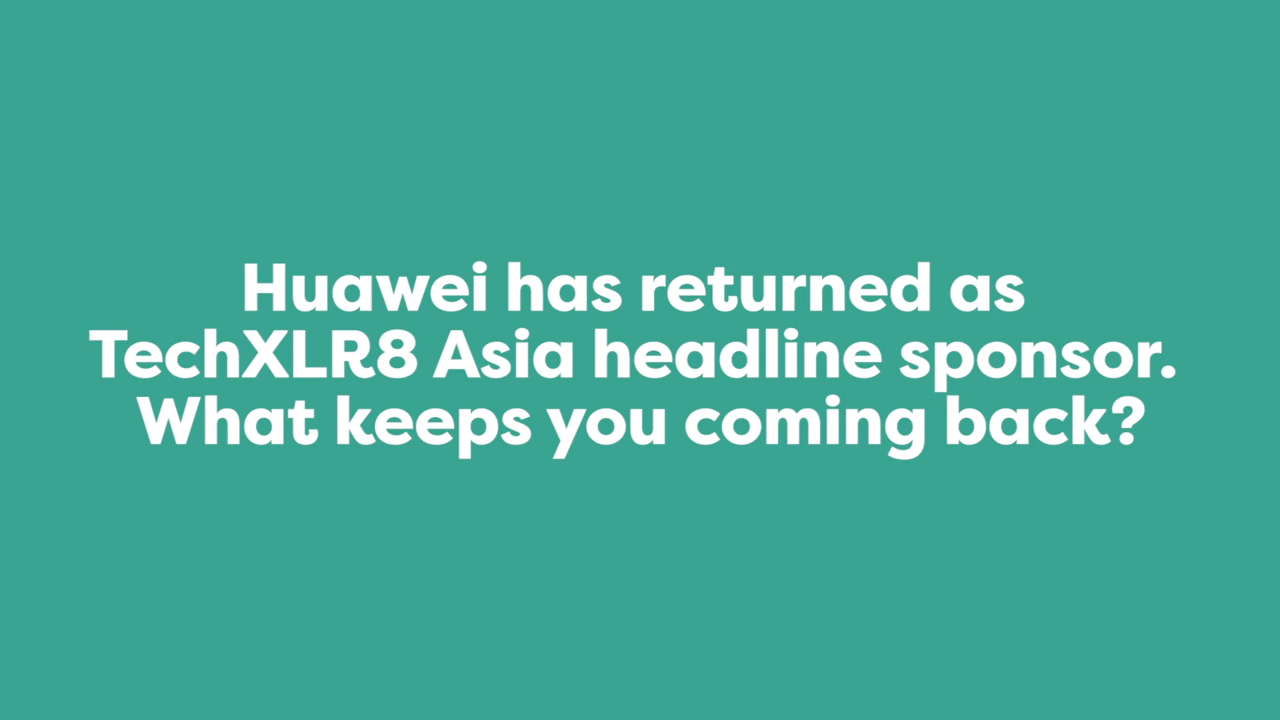 Huawei has returned as
TechXLR8 Asia headline sponsor.
What keeps you coming back?